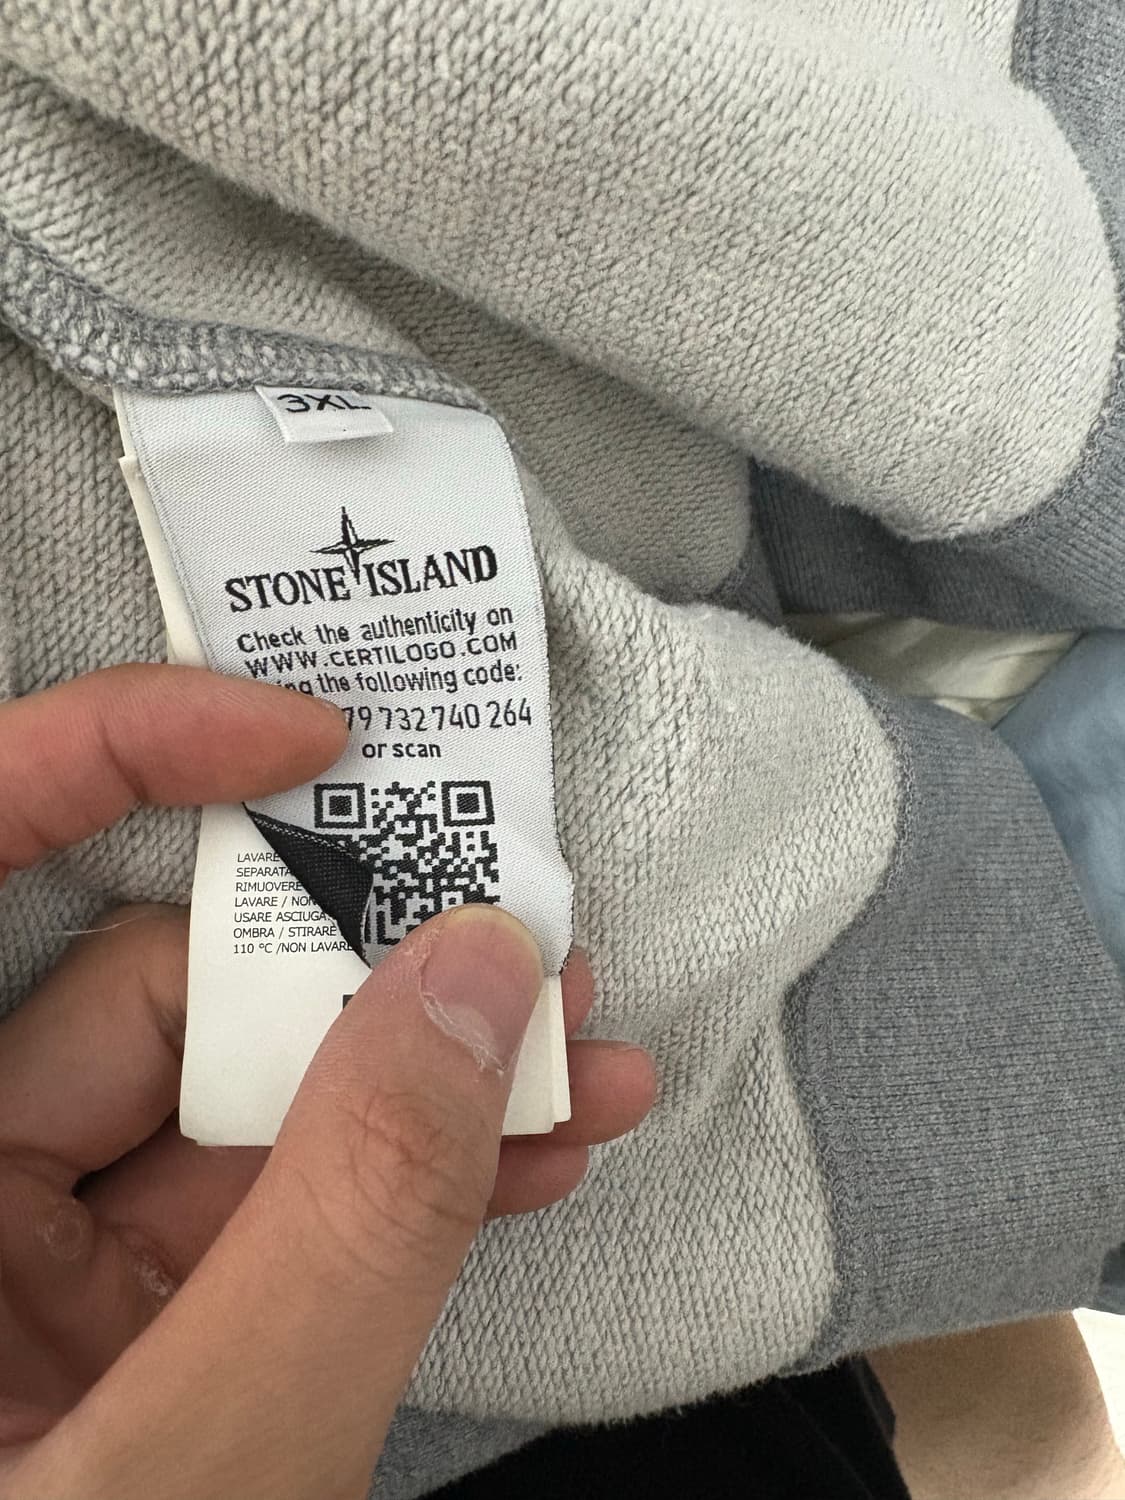 3XL
STONE ISLAND
Check the authenticity on
WWW.CERTILOGO.COM
the following code:
79 732 740 264
or scan
LAVARE
SEPARATA
RIMUOVERE
LAVARE / NON
USARE ASCIUGA
OMBRA / STIRARE
110 °C /NON LAVARE